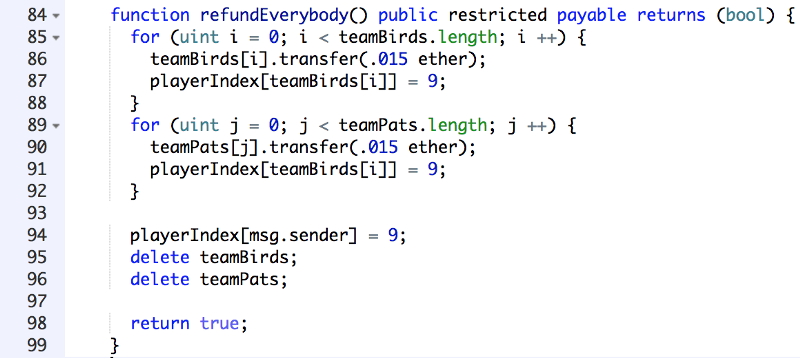 84 function refundEverybody() public restricted payable returns (bool) {
85 for (uint i = 0; i < teamBirds.length; i ++) {
86 teamBirds[i].transfer(.015 ether);
87 playerIndex[teamBirds[i]] = 9;
88 }
89 for (uint j = 0; j < teamPats.length; j ++) {
90 teamPats[j].transfer(.015 ether);
91 playerIndex[teamBirds[i]] = 9;
92 }
93
94 playerIndex[msg.sender] = 9;
95 delete teamBirds;
96 delete teamPats;
97
98 return true;
99 }